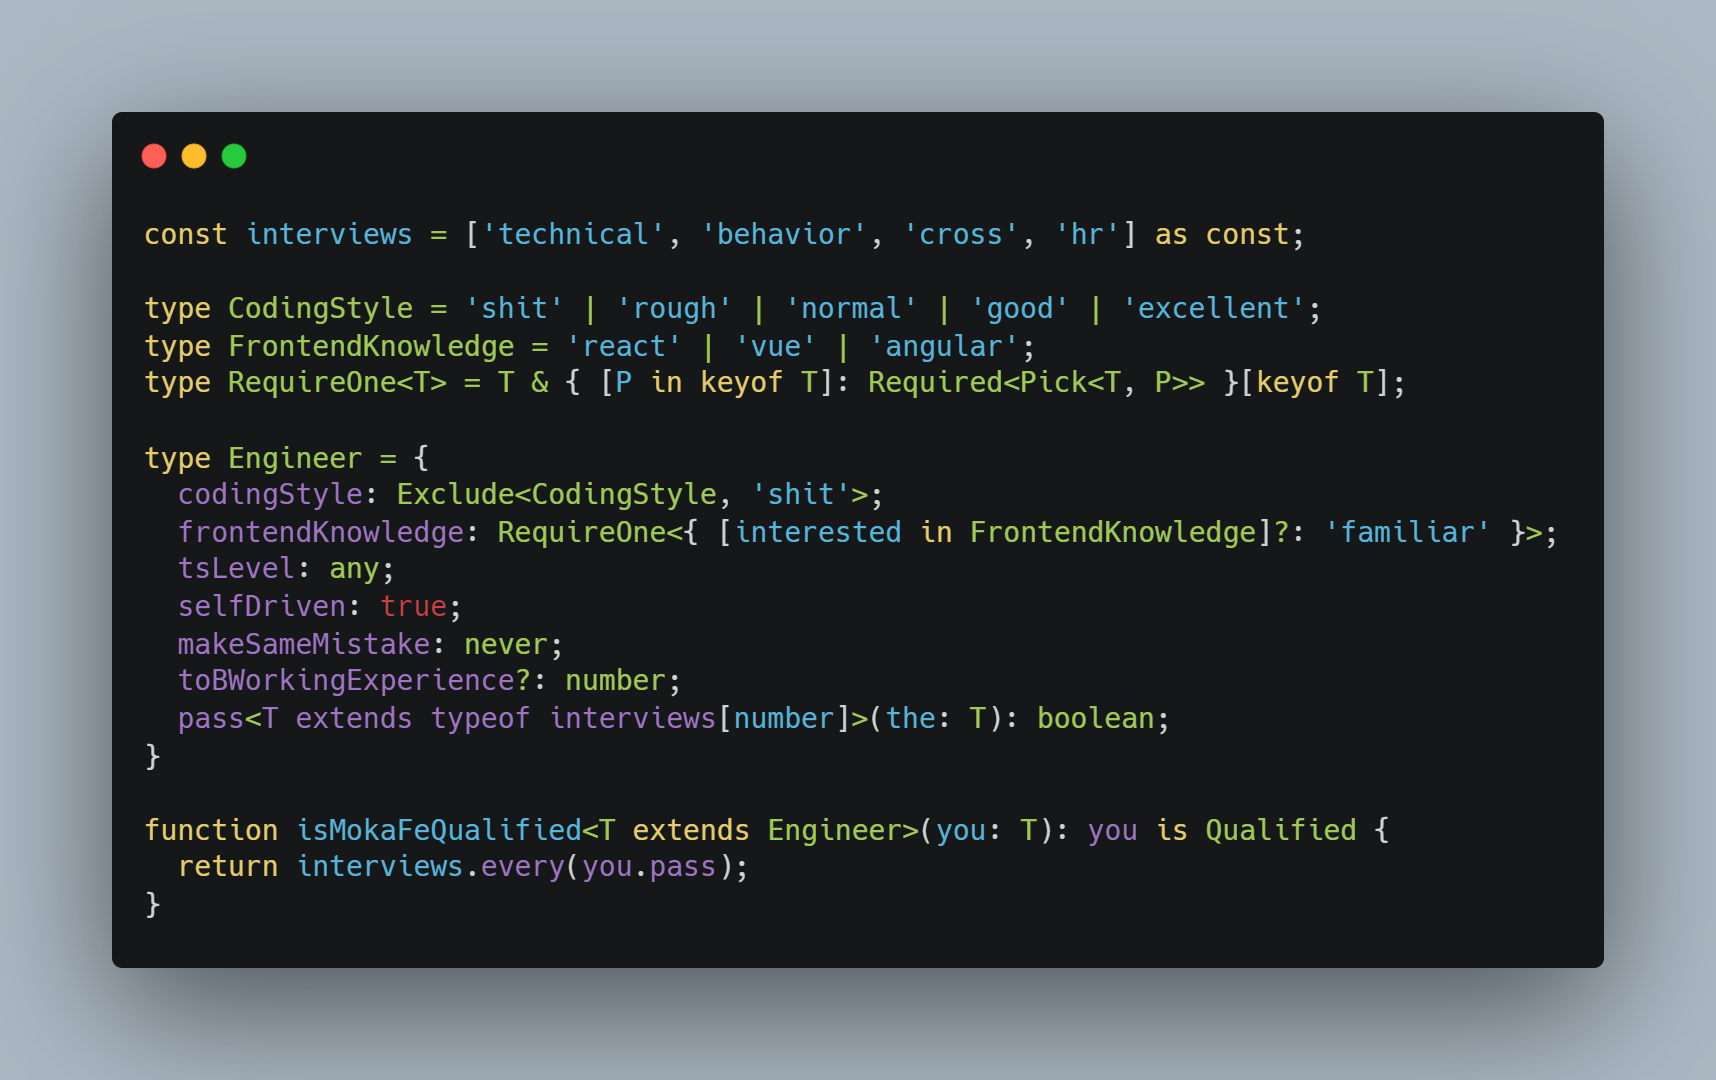 const interviews = ['technical', 'behavior', 'cross', 'hr'] as const;
type CodingStyle = 'shit' | 'rough' | 'normal' | 'good' | 'excellent';
type FrontendKnowledge = 'react' | 'vue' | 'angular';
type RequireOne<T> = T & { [P in keyof T]: Required<Pick<T, P>> }[keyof T];
type Engineer = {
  codingStyle: Exclude<CodingStyle, 'shit'>;
  frontendKnowledge: RequireOne<{ [interested in FrontendKnowledge]?: 'familiar' }>;
  tsLevel: any;
  selfDriven: true;
  makeSameMistake: never;
  toBWorkingExperience?: number;
  pass<T extends typeof interviews[number]>(the: T): boolean;
}
function isMokaFeQualified<T extends Engineer>(you: T): you is Qualified {
  return interviews.every(you.pass);
}